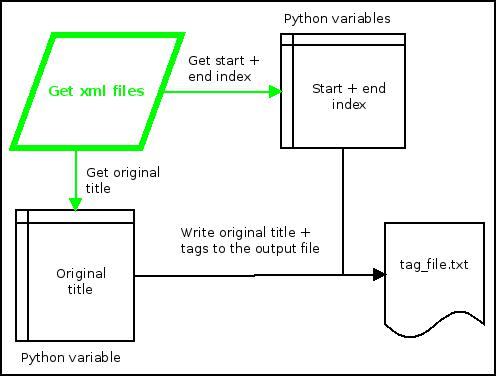 Python variables
Get start +
end index
Get xml files
Start + end
index
Get original
title
Write original title +
tags to the output file
Original
title
tag_file.txt
Python variable